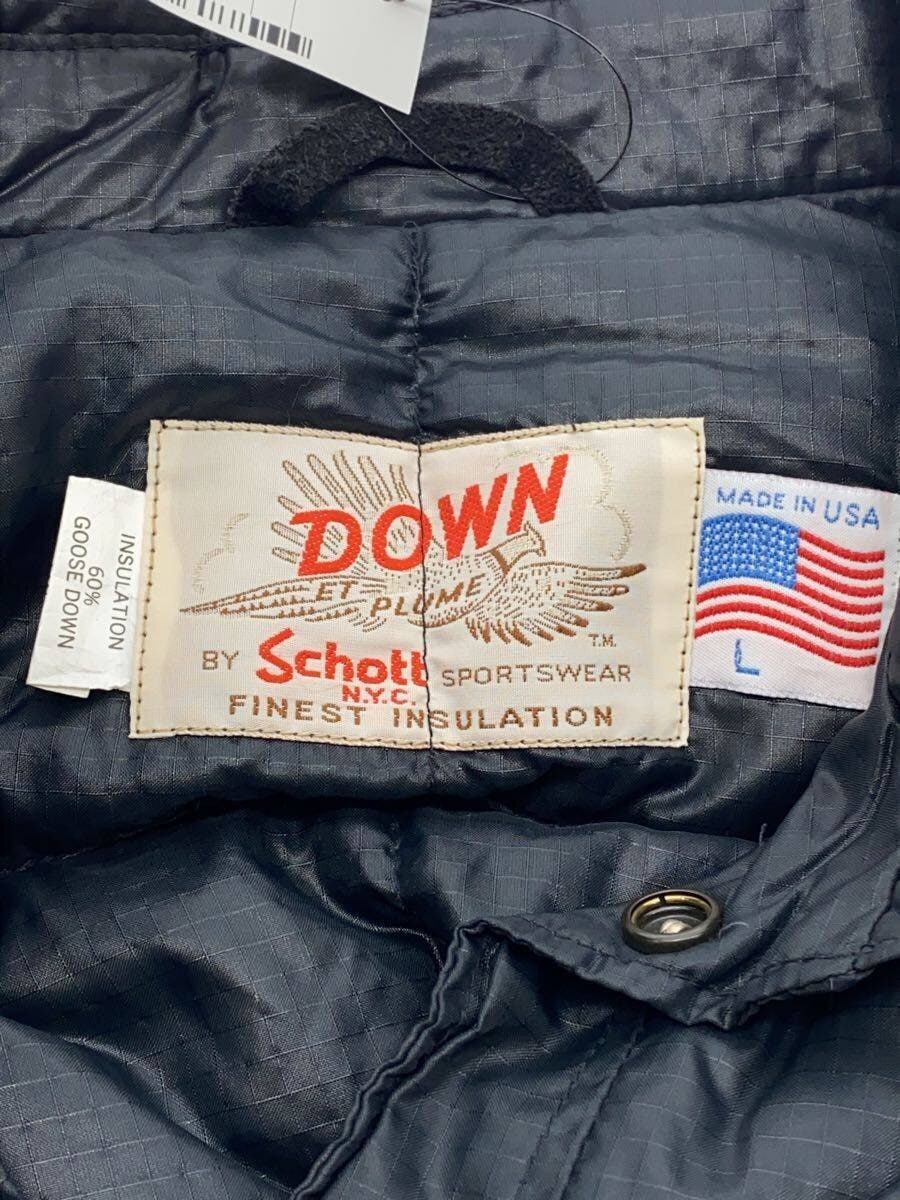 INSULATION
60%
GOOSE DOWN
DOWN
ET PLUME
T.M.
BY Schott SPORTSWEAR
N.Y.C.
FINEST INSULATION
MADE IN USA
L